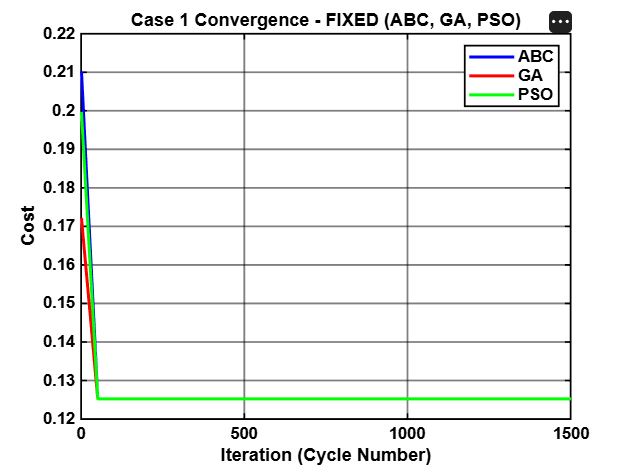 Case 1 Convergence - FIXED (ABC, GA, PSO)
0.22
0.21
0.2
0.19
0.18
0.17
0.16
0.15
0.14
0.13
0.12
Cost
ABC
GA
PSO
0
500
1000
1500
Iteration (Cycle Number)